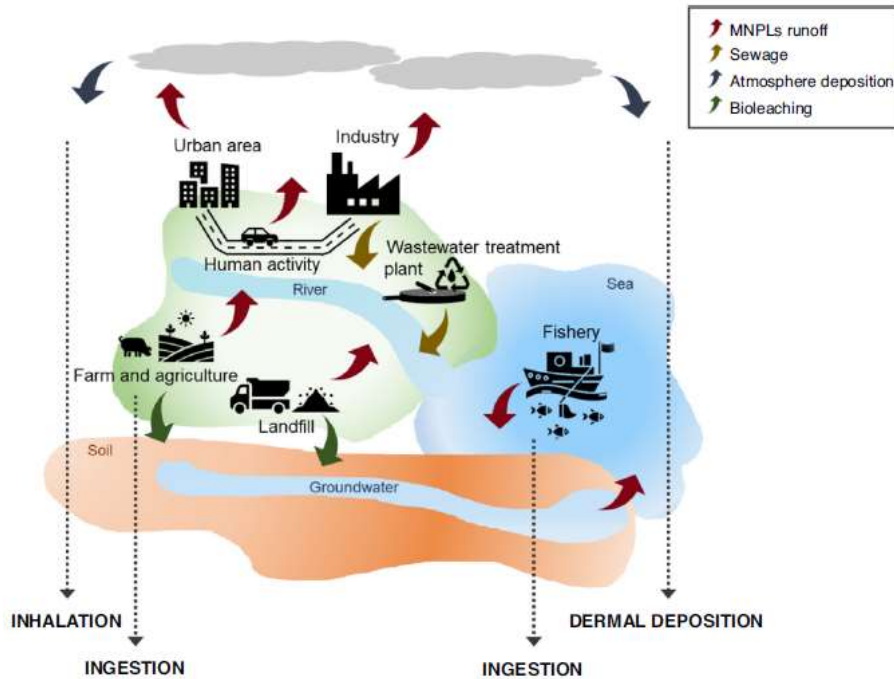 MNPLs runoff
Sewage
Atmosphere deposition
Bioleaching
Urban area
Industry
Human activity
Wastewater treatment
plant
River
Sea
Fishery
Farm and agriculture
Landfill
Soil
Groundwater
INHALATION
DERMAL DEPOSITION
INGESTION
INGESTION